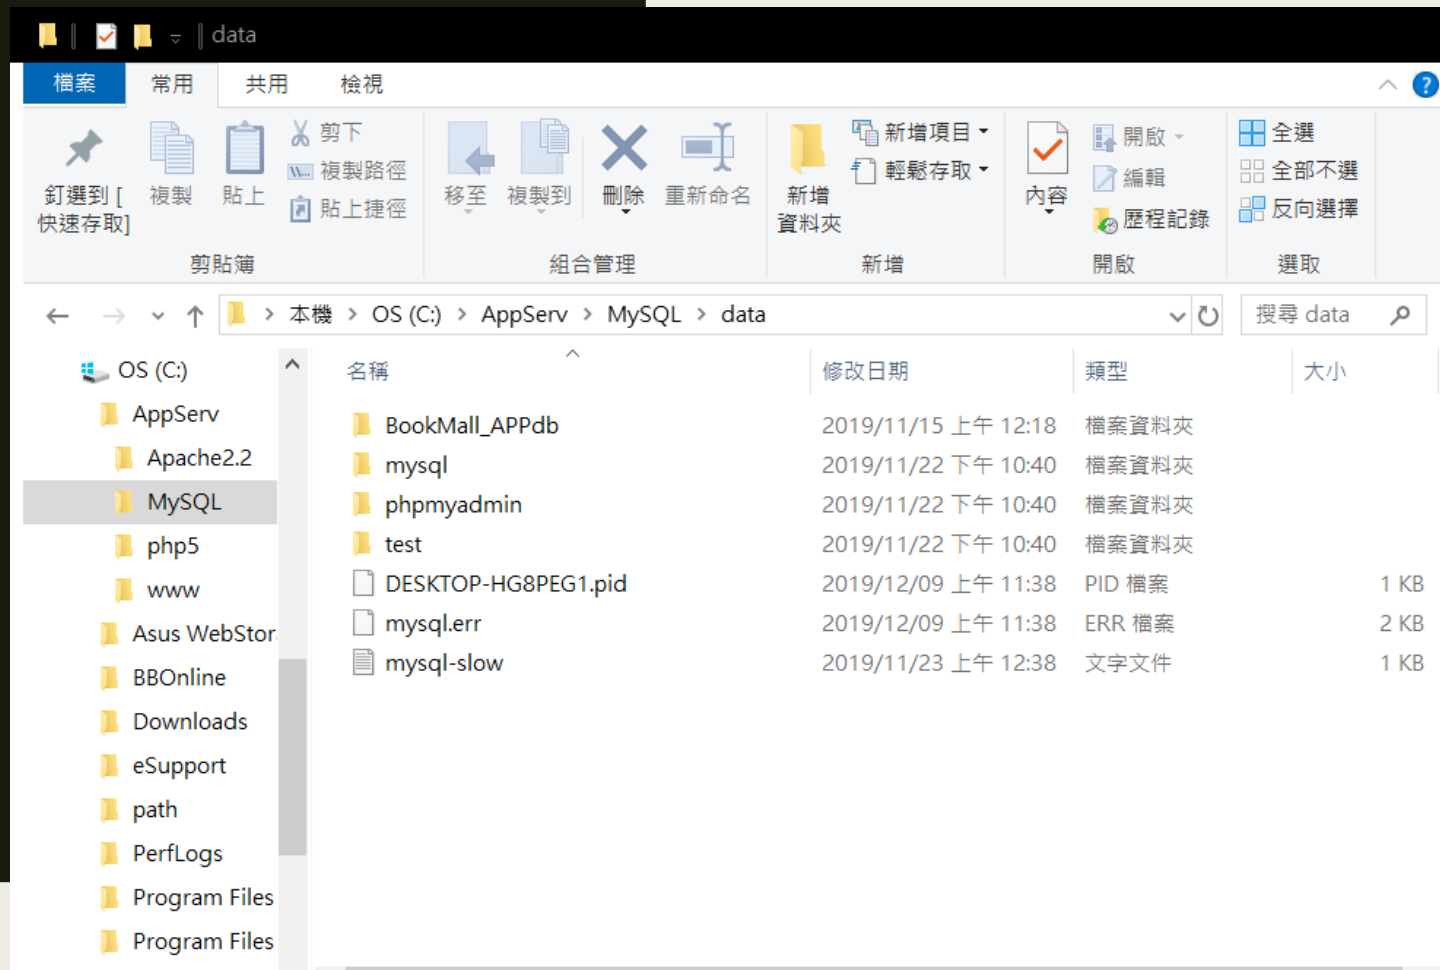 data
檔案 常用 共用 檢視
釘選到 [
快速存取]
複製
貼上
剪下
複製路徑
貼上捷徑
剪貼簿
移至
複製到
刪除
重新命名
組合管理
新增
資料夾
新增項目
輕鬆存取
新增
內容
開啟
編輯
歷程記錄
開啟
全選
全部不選
反向選擇
選取
本機 > OS (C:) > AppServ > MySQL > data
搜尋 data
OS (C:)
AppServ
Apache2.2
MySQL
php5
www
Asus WebStor
BBOnline
Downloads
eSupport
path
PerfLogs
Program Files
Program Files
名稱 修改日期 類型 大小
BookMall_APPdb 2019/11/15 上午 12:18 檔案資料夾
mysql 2019/11/22 下午 10:40 檔案資料夾
phpmyadmin 2019/11/22 下午 10:40 檔案資料夾
test 2019/11/22 下午 10:40 檔案資料夾
DESKTOP-HG8PEG1.pid 2019/12/09 上午 11:38 PID 檔案 1 KB
mysql.err 2019/12/09 上午 11:38 ERR 檔案 2 KB
mysql-slow 2019/11/23 上午 12:38 文字文件 1 KB